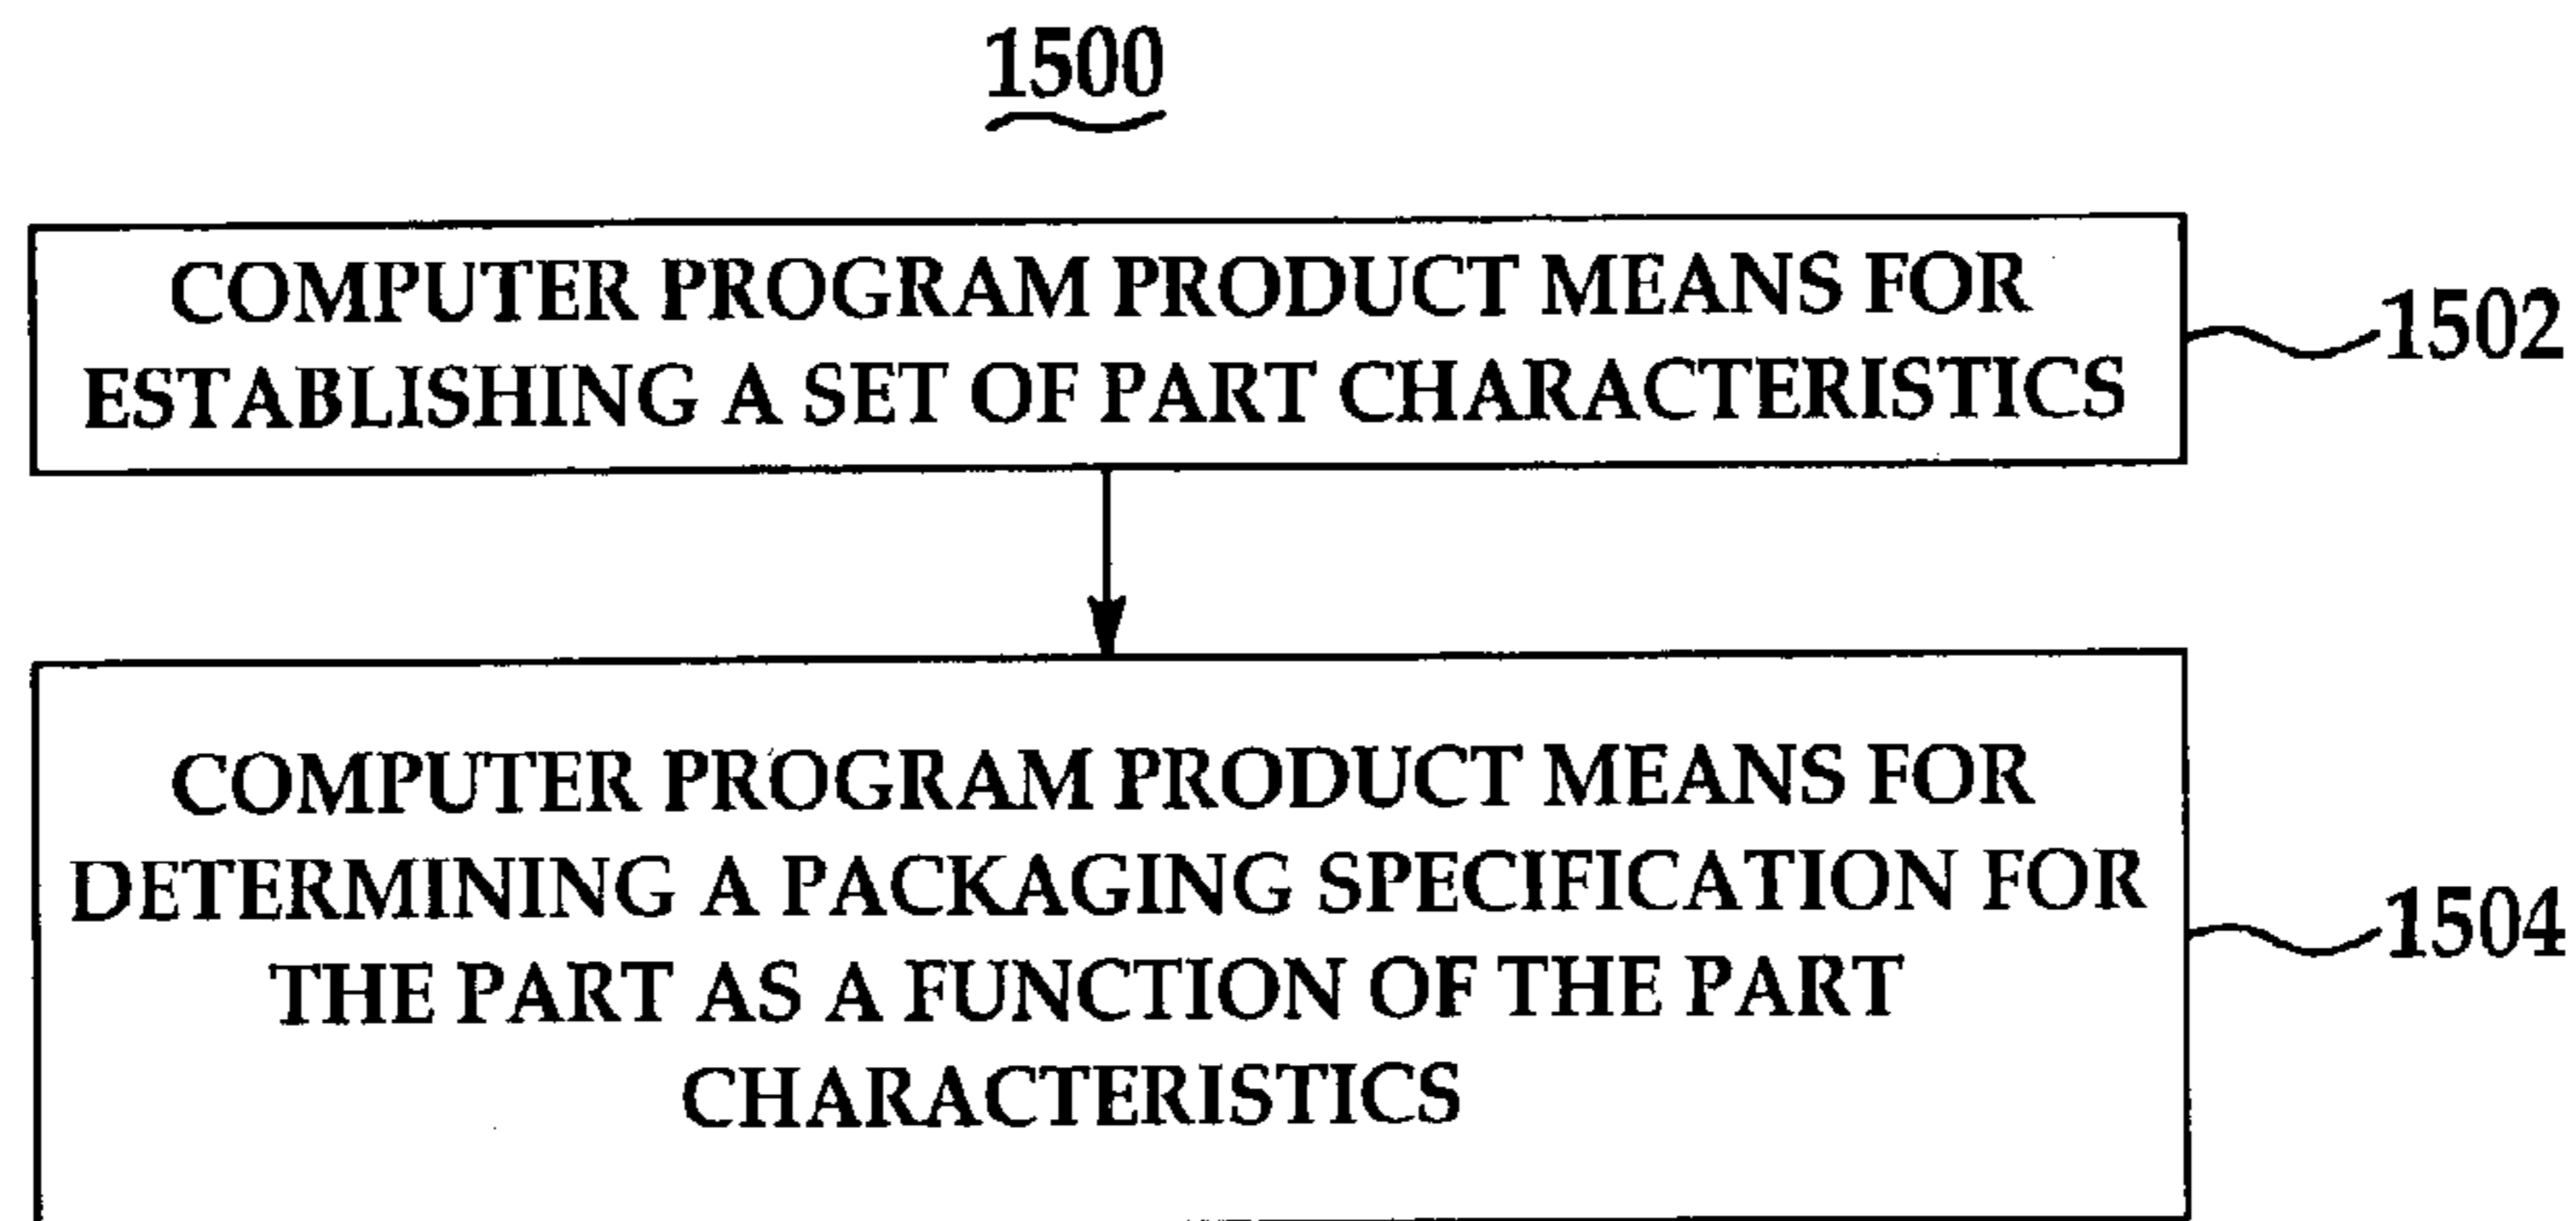 1500
COMPUTER PROGRAM PRODUCT MEANS FOR
ESTABLISHING A SET OF PART CHARACTERISTICS
1502
COMPUTER PROGRAM PRODUCT MEANS FOR
DETERMINING A PACKAGING SPECIFICATION FOR
THE PART AS A FUNCTION OF THE PART
CHARACTERISTICS
1504